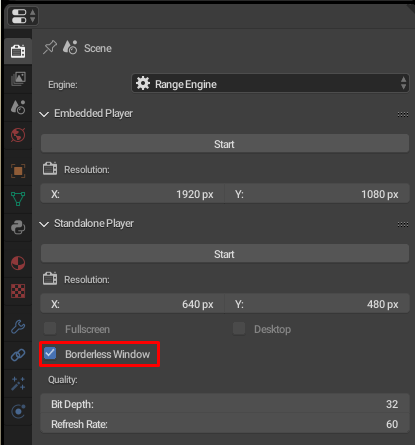 Scene
Engine: Range Engine
Embedded Player
Start
Resolution:
X: 1920 px Y: 1080 px
Standalone Player
Start
Resolution:
X: 640 px Y: 480 px
Fullscreen Desktop
Borderless Window
Quality:
Bit Depth: 32
Refresh Rate: 60